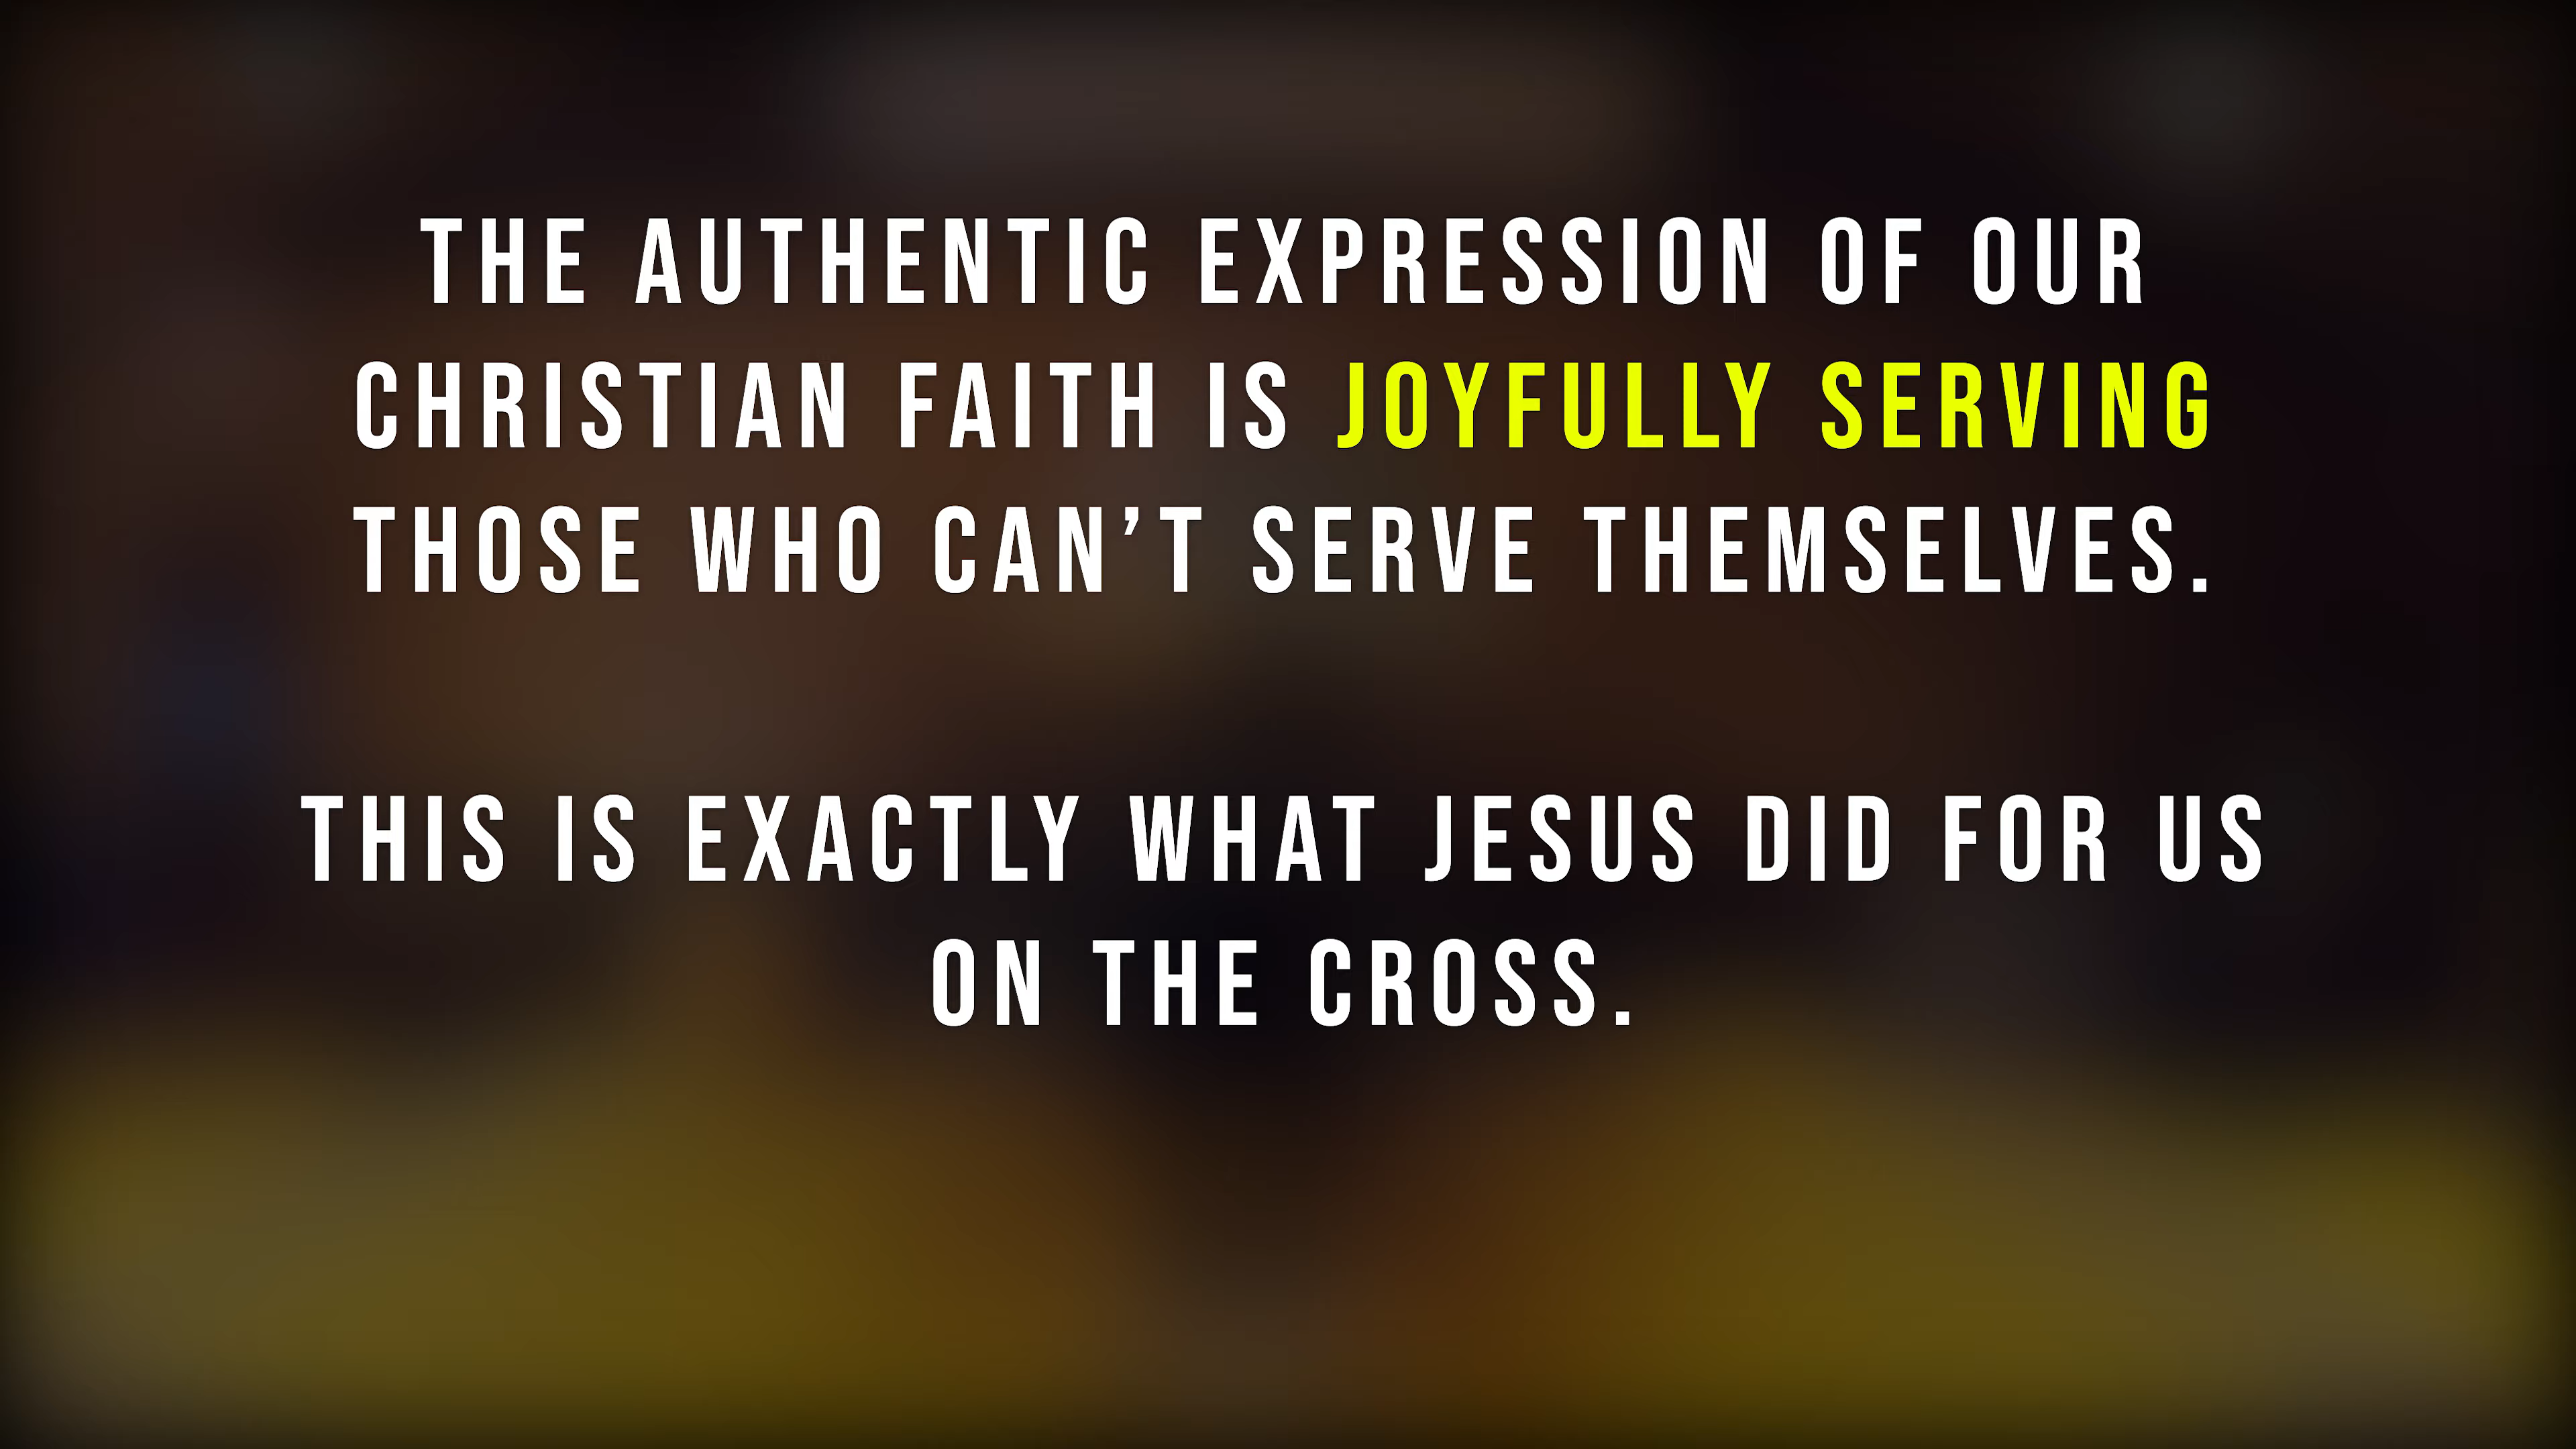 THE AUTHENTIC EXPRESSION OF OUR
CHRISTIAN FAITH IS JOYFULLY SERVING
THOSE WHO CAN’T SERVE THEMSELVES.
THIS IS EXACTLY WHAT JESUS DID FOR US
ON THE CROSS.